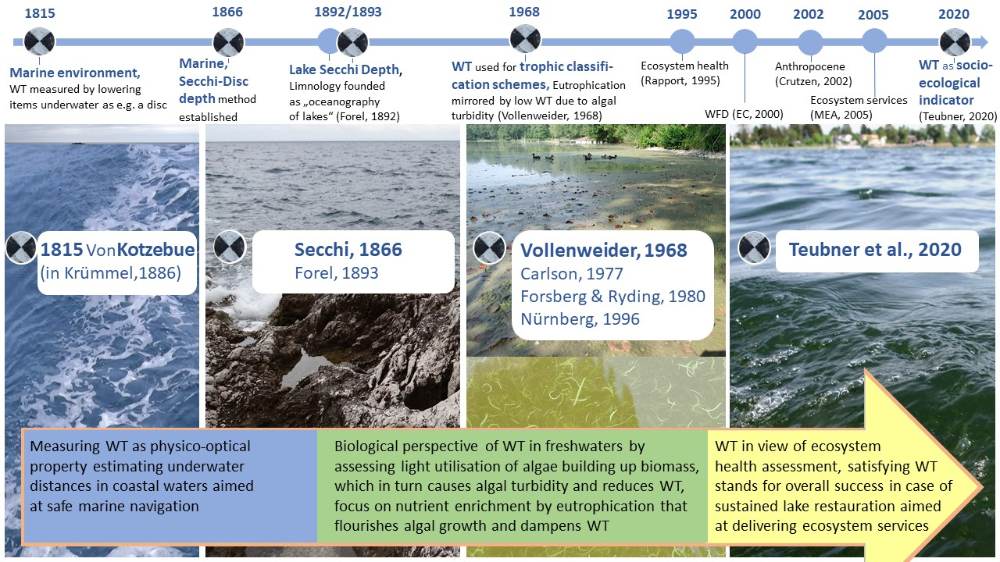 1815
1866
1892/1893
1968
1995
2000
2002
2005
2020
Marine environment,
WT measured by lowering
items underwater as e.g. a disc
Marine,
Secchi-Disc
depth method
established
Lake Secchi Depth,
Limnology founded
as „oceanography
of lakes“ (Forel, 1892)
WT used for trophic classifi-
cation schemes, Eutrophication
mirrored by low WT due to algal
turbidity (Vollenweider, 1968)
Ecosystem health
(Rapport, 1995)
WFD (EC, 2000)
Anthropocene
(Crutzen, 2002)
Ecosystem services
(MEA, 2005)
WT as socio-
ecological
indicator
(Teubner, 2020)
1815 Von Kotzebue
(in Krümmel,1886)
Secchi, 1866
Forel, 1893
Vollenweider, 1968
Carlson, 1977
Forsberg & Ryding, 1980
Nürnberg, 1996
Teubner et al., 2020
Measuring WT as physico-optical
property estimating underwater
distances in coastal waters aimed
at safe marine navigation
Biological perspective of WT in freshwaters by
assessing light utilisation of algae building up biomass,
which in turn causes algal turbidity and reduces WT,
focus on nutrient enrichment by eutrophication that
flourishes algal growth and dampens WT
WT in view of ecosystem
health assessment, satisfying WT
stands for overall success in case of
sustained lake restauration aimed
at delivering ecosystem services